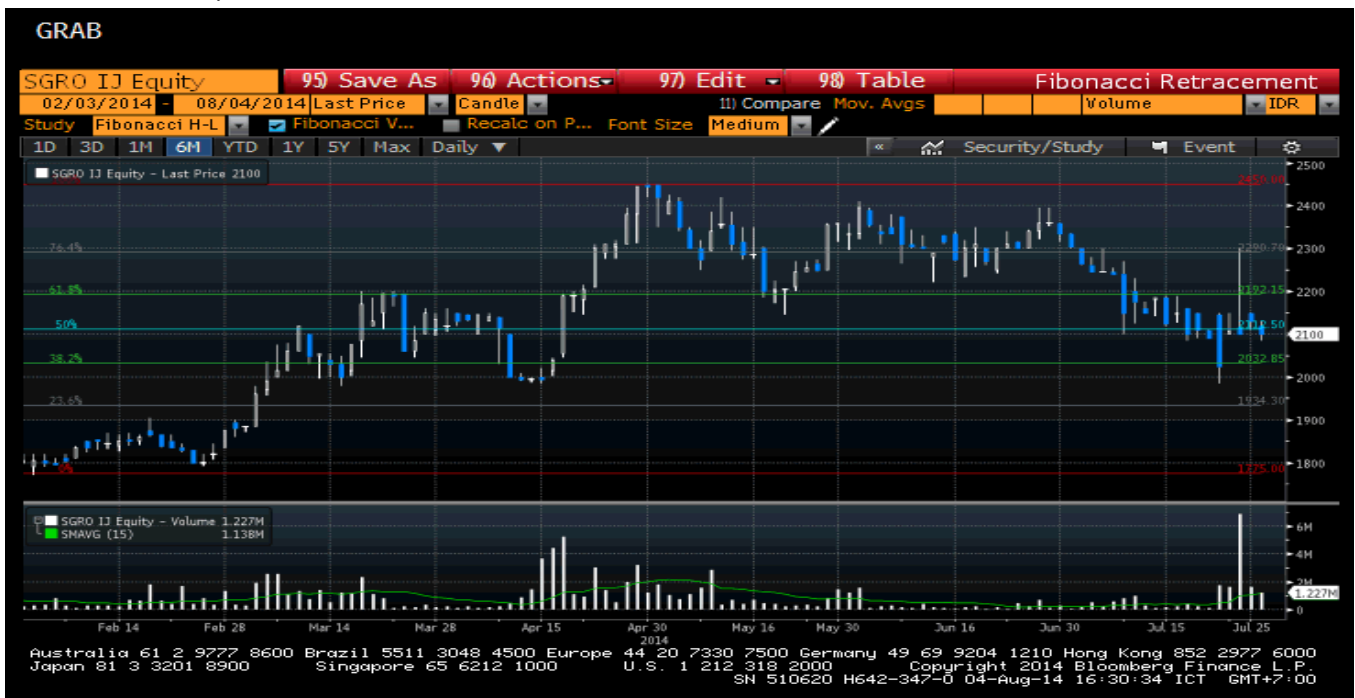 GRAB
SGRO IJ Equity 95) Save As 96) Actions 97) Edit 98) Table Fibonacci Retracement
02/03/2014 - 08/04/2014 Last Price Candle 11) Compare Mov. Avgs Volume IDR
Study Fibonacci H-L Fibonacci V... Recalc on P... Font Size Medium
1D 3D 1M 6M YTD 1Y 5Y Max Daily ▼ « Security/Study Event
SGRO IJ Equity - Last Price 2100
2500
2400
76.4% 2300
61.8% 2192.15 2200
50% 2112.50 2100
38.2% 2032.85
2000
23.6% 1934.30 1900
0% 1775.00 1800
SGRO IJ Equity - Volume 1.227M
SMAVG (15) 1.138M
6M
4M
2M
1.227M
0
Feb 14 Feb 28 Mar 14 Mar 28 Apr 15 Apr 30 May 16 May 30 Jun 16 Jun 30 Jul 15 Jul 25
2014
Australia 61 2 9777 8600 Brazil 5511 3048 4500 Europe 44 20 7330 7500 Germany 49 69 9204 1210 Hong Kong 852 2977 6000
Japan 81 3 3201 8900 Singapore 65 6212 1000 U.S. 1 212 318 2000 Copyright 2014 Bloomberg Finance L.P.
SN 510620 H642-347-0 04-Aug-14 16:30:34 ICT GMT+7:00